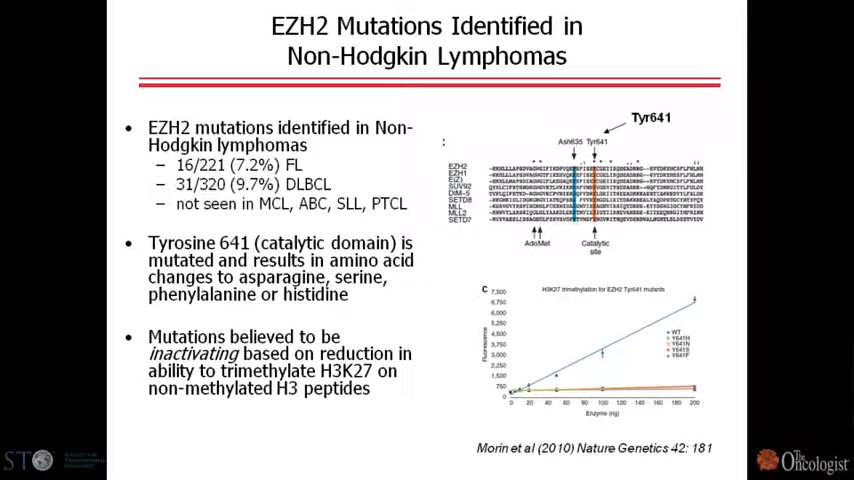 EZH2 Mutations Identified in
Non-Hodgkin Lymphomas
• EZH2 mutations identified in Non-
Hodgkin lymphomas
– 16/221 (7.2%) FL
– 31/320 (9.7%) DLBCL
– not seen in MCL, ABC, SLL, PTCL
• Tyrosine 641 (catalytic domain) is
mutated and results in amino acid
changes to asparagine, serine,
phenylalanine or histidine
• Mutations believed to be
inactivating based on reduction in
ability to trimethylate H3K27 on
non-methylated H3 peptides
Tyr641
Asn635 Tyr641
EZH2
EZH1
E(Z)
SUV92
DIM-5
SETD8
MLL
MLL2
SETD7
AdoMet
Catalytic
site
C
H3K27 trimethylation for EZH2 Tyr641 mutants
7,500
6,750
6,000
5,250
4,500
3,750
3,000
2,250
1,500
750
0
Fluorescence
WT
Y641H
Y641N
Y641S
Y641F
0 20 40 60 80 100 120 140 160 180 200
Enzyme (ng)
Morin et al (2010) Nature Genetics 42: 181
STO
The
Oncologist